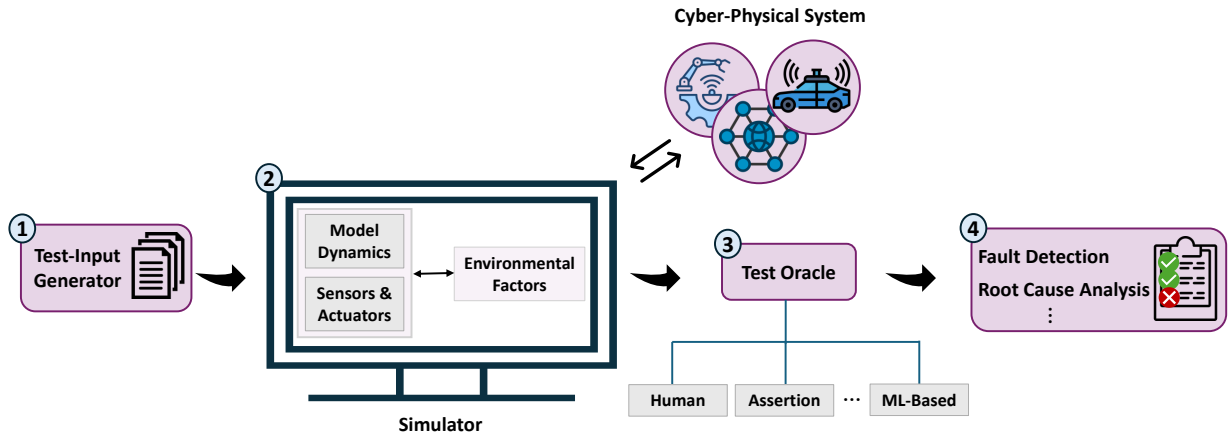 Cyber-Physical System
1
Test-Input
Generator
2
Model
Dynamics
Sensors &
Actuators
Environmental
Factors
Simulator
3
Test Oracle
Human
Assertion
...
ML-Based
4
Fault Detection
Root Cause Analysis
⋮